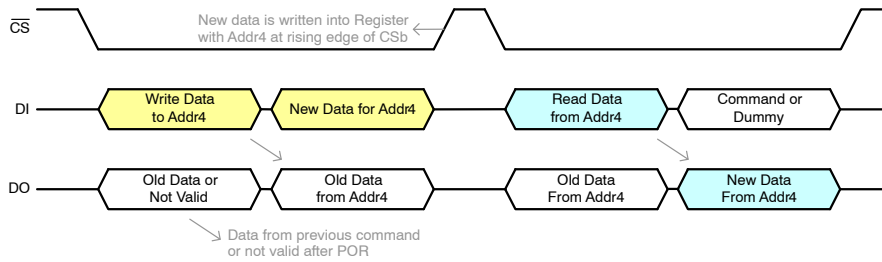 CS
New data is written into Register
with Addr4 at rising edge of CSb
DI
Write Data
to Addr4
New Data for Addr4
Read Data
from Addr4
Command or
Dummy
DO
Old Data or
Not Valid
Old Data
from Addr4
Old Data
From Addr4
New Data
From Addr4
Data from previous command
or not valid after POR